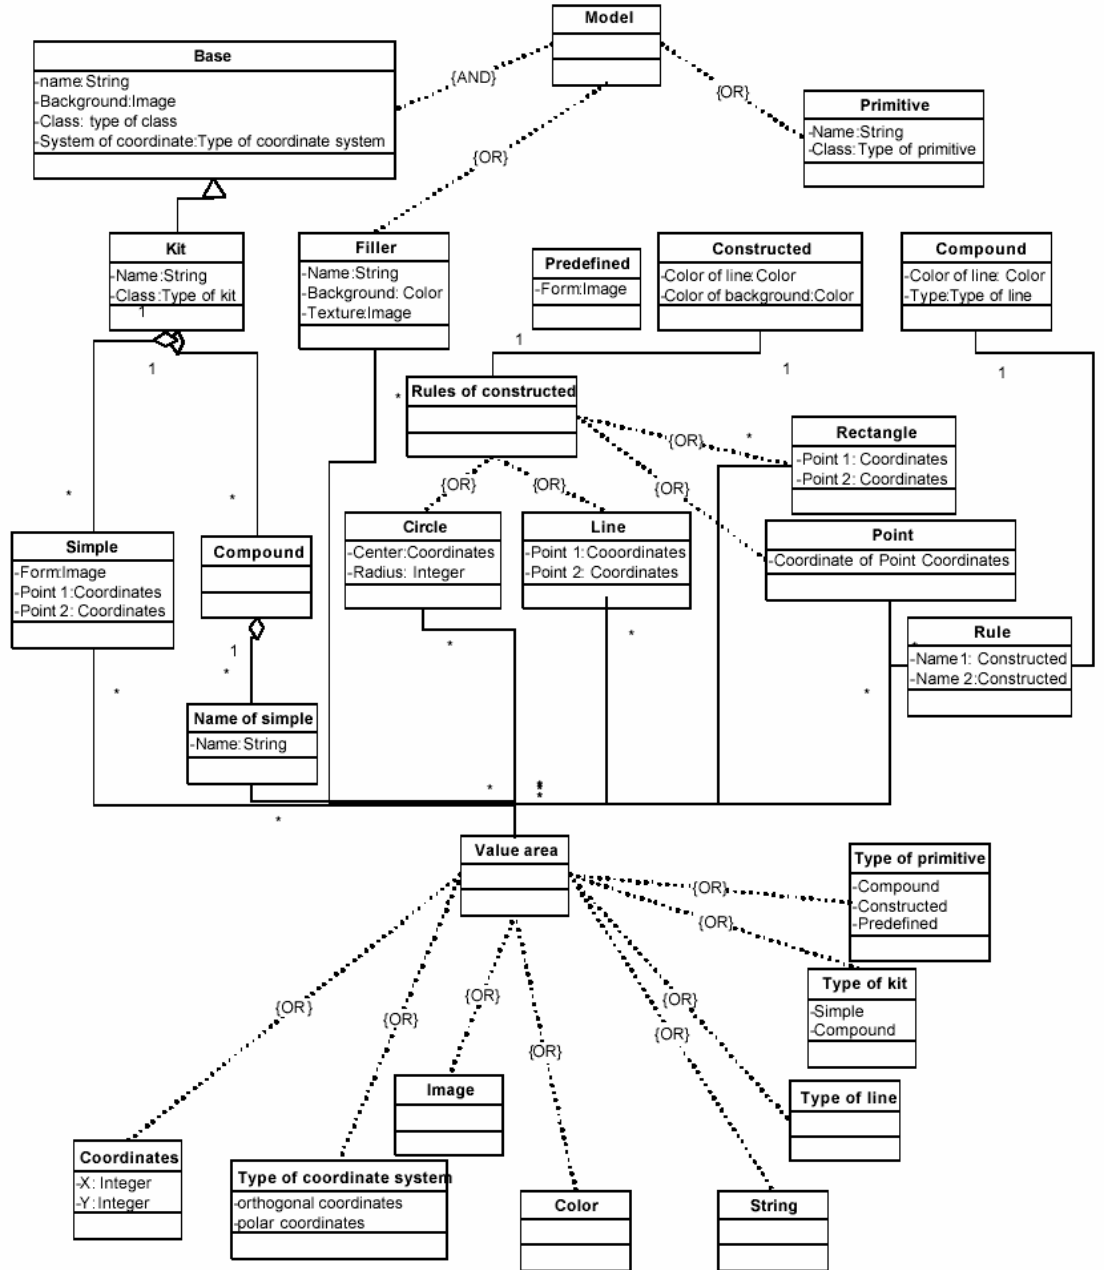 Model
Base
-name:String
-Background:Image
-Class: type of class
-System of coordinate:Type of coordinate system
{AND}
{OR}
{OR}
Primitive
-Name:String
-Class:Type of primitive
Kit
-Name:String
-Class:Type of kit
1
1
Filler
-Name:String
-Background: Color
-Texture:Image
Predefined
-Form:Image
Constructed
-Color of line:Color
-Color of background:Color
Compound
-Color of line: Color
-Type:Type of line
1
1
1
*
Rules of constructed
{OR}
*
{OR}
{OR}
{OR}
Rectangle
-Point 1: Coordinates
-Point 2: Coordinates
*
*
Simple
-Form:Image
-Point 1:Coordinates
-Point 2: Coordinates
Compound
Circle
-Center:Coordinates
-Radius: Integer
Line
-Point 1:Cooordinates
-Point 2: Coordinates
Point
-Coordinate of Point Coordinates
1
*
*
*
*
*
Rule
-Name1: Constructed
-Name 2:Constructed
*
Name of simple
-Name:String
*
*
*
*
*
Value area
{OR}
{OR}
Type of primitive
-Compound
-Constructed
-Predefined
Type of kit
-Simple
-Compound
{OR}
{OR}
{OR}
{OR}
{OR}
{OR}
Image
Type of line
Coordinates
-X: Integer
-Y: Integer
Type of coordinate system
-orthogonal coordinates
-polar coordinates
Color
String